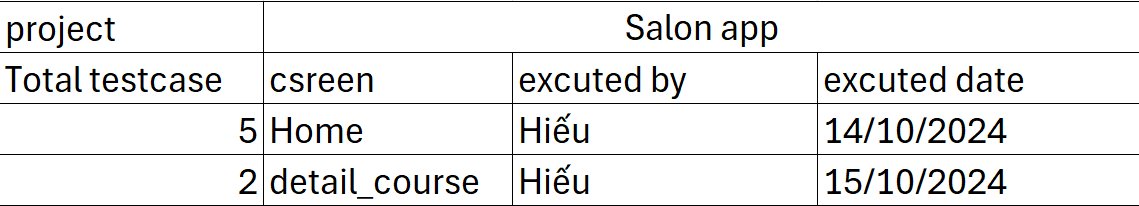 project Salon app
Total testcase csreen excuted by excuted date
5 Home Hiếu 14/10/2024
2 detail_course Hiếu 15/10/2024